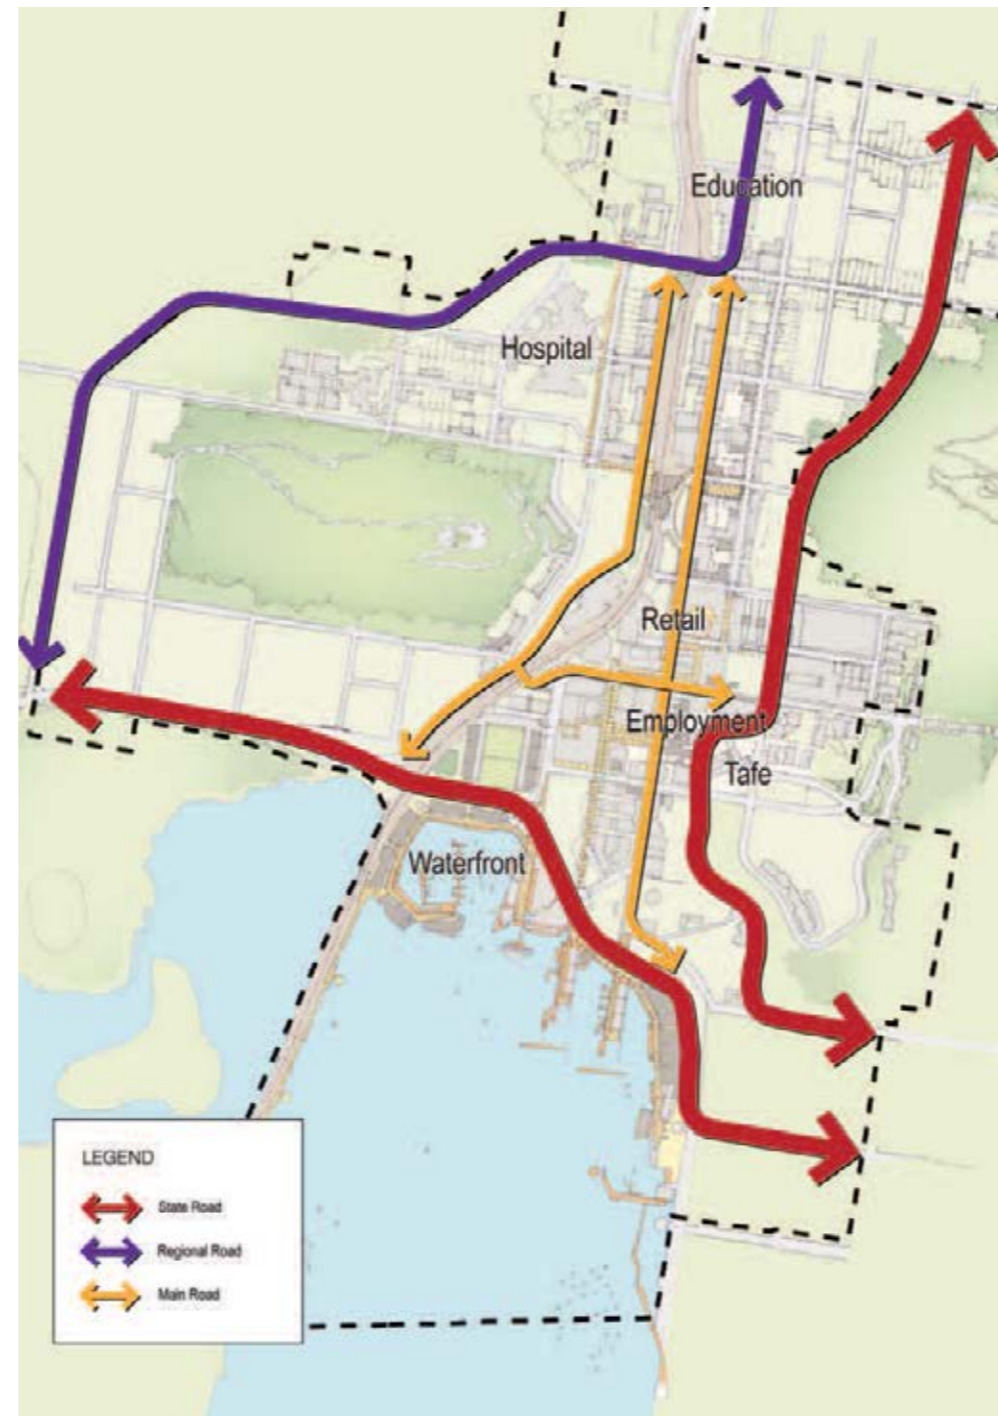 Education
Hospital
Retail
Employment
Tafe
Waterfront
LEGEND
State Road
Regional Road
Main Road